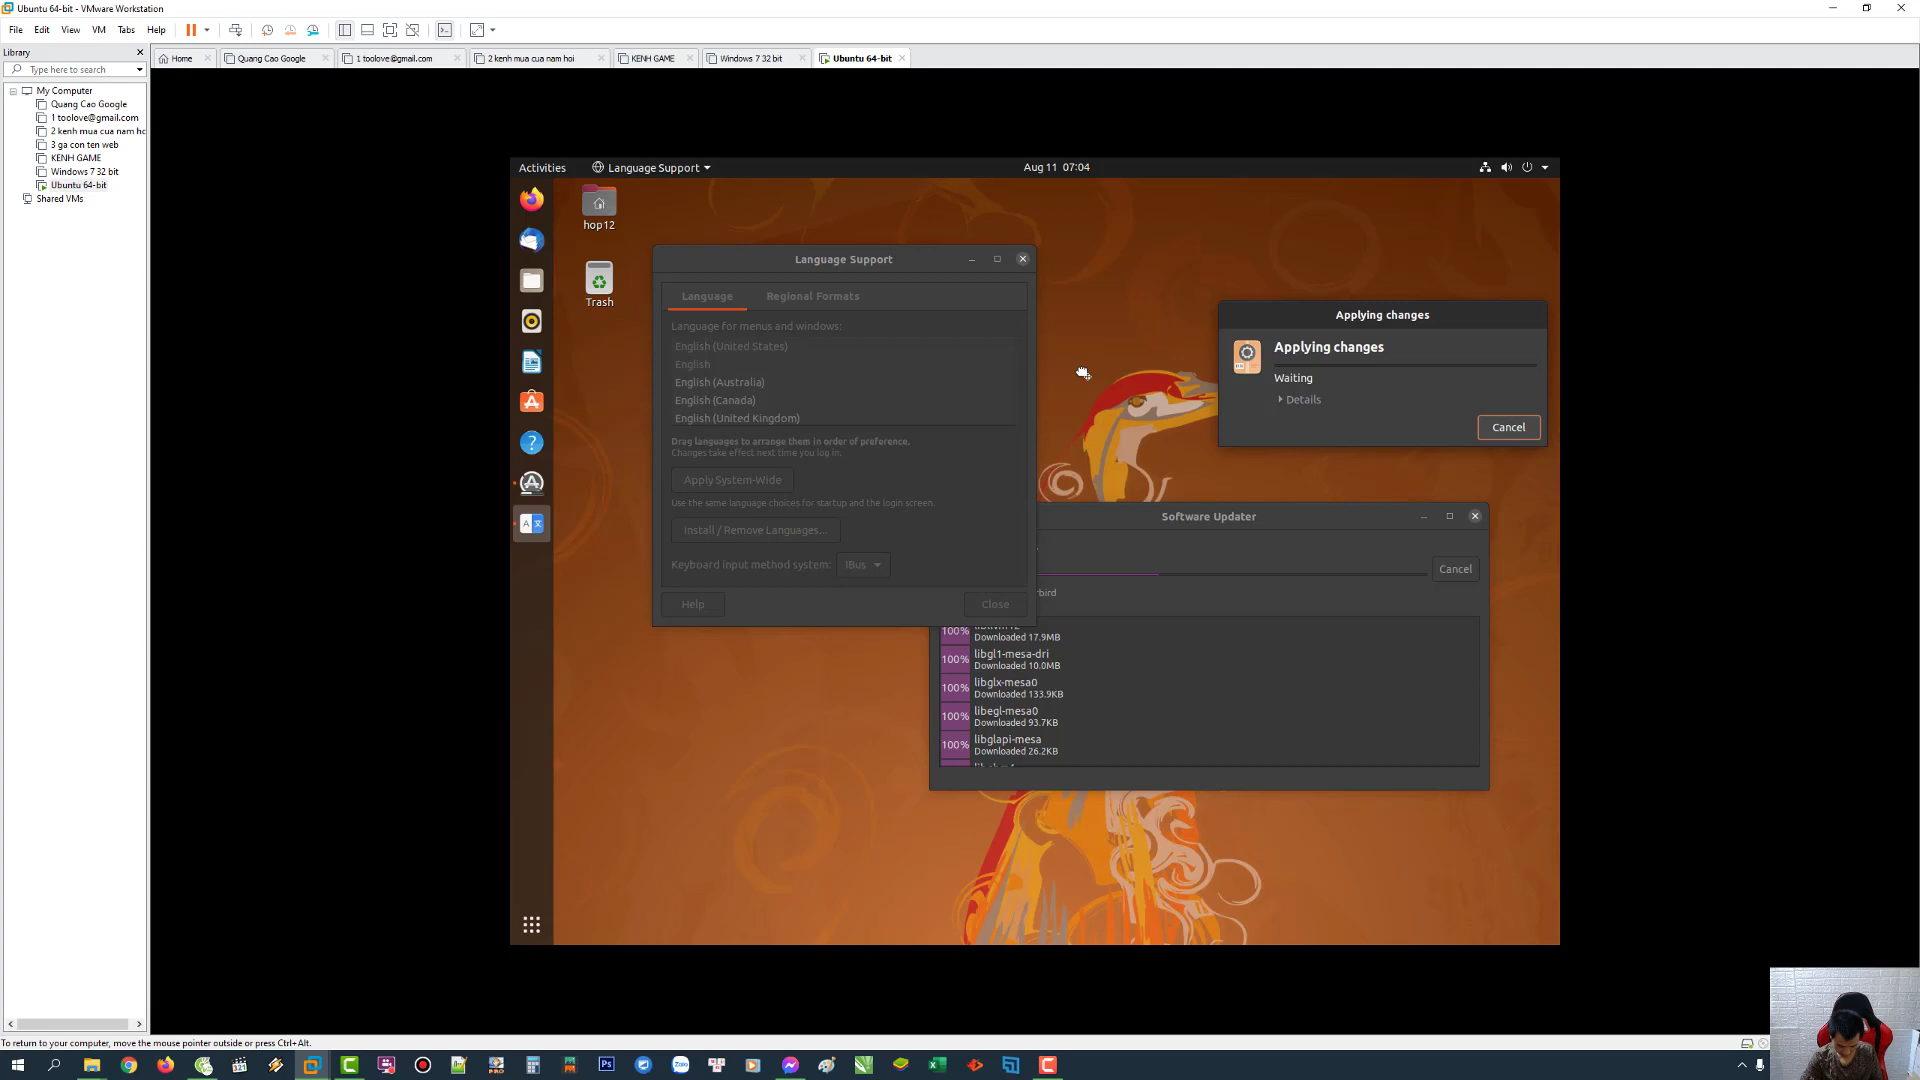 Ubuntu 64-bit - VMware Workstation
File Edit View VM Tabs Help
Library
Type here to search
My Computer
Quang Cao Google
1 toolove@gmail.com
2 kenh mua cua nam ho
3 ga con ten web
KENH GAME
Windows 7 32 bit
Ubuntu 64-bit
Shared VMs
Home
Quang Cao Google
1 toolove@gmail.com
2 kenh mua cua nam hoi
KENH GAME
Windows 7 32 bit
Ubuntu 64-bit
Activities
Language Support
Aug 11 07:04
hop12
Trash
Language Support
Language Regional Formats
Language for menus and windows:
English (United States)
English
English (Australia)
English (Canada)
English (United Kingdom)
Drag languages to arrange them in order of preference.
Changes take effect next time you log in.
Apply System-Wide
Use the same language choices for startup and the login screen.
Install / Remove Languages...
Keyboard input method system: IBus
Help
Close
Applying changes
Applying changes
Waiting
Details
Cancel
Software Updater
Cancel
bird
100%
Downloaded 17.9MB
100% libgl1-mesa-dri
Downloaded 10.0MB
100% libglx-mesa0
Downloaded 133.9KB
100% libegl-mesa0
Downloaded 93.7KB
100% libglapi-mesa
Downloaded 26.2KB
To return to your computer, move the mouse pointer outside or press Ctrl+Alt.